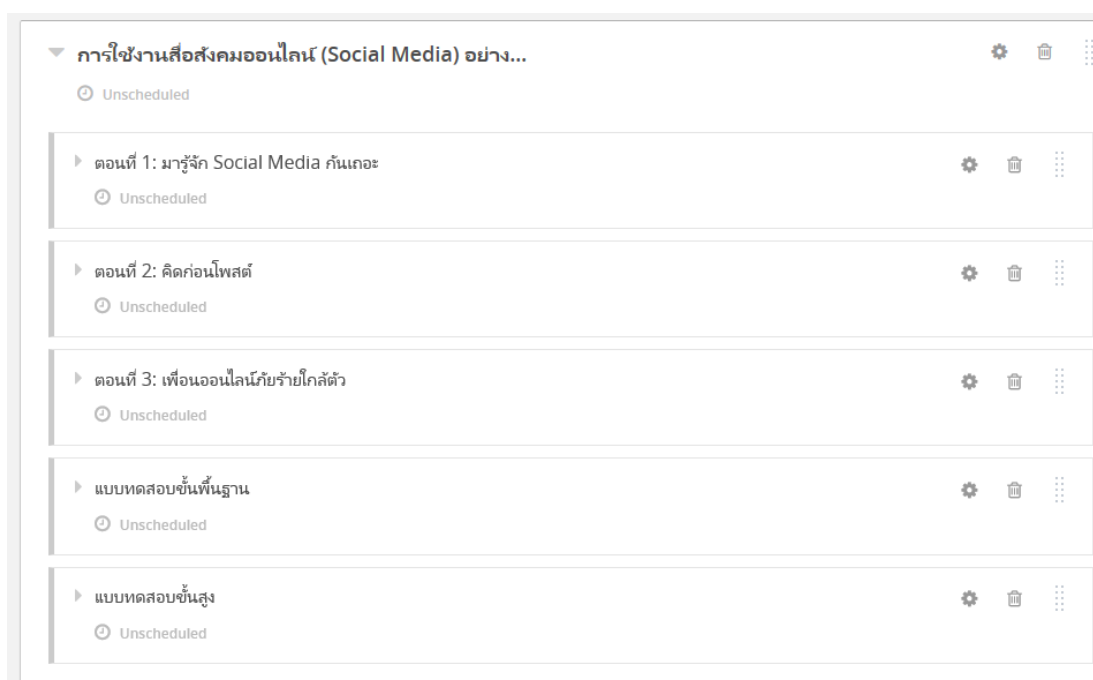 การใช้งานสื่อสังคมออนไลน์ (Social Media) อย่าง...
Unscheduled
ตอนที่ 1: มารู้จัก Social Media กันเถอะ
Unscheduled
ตอนที่ 2: คิดก่อนโพสต์
Unscheduled
ตอนที่ 3: เพื่อนออนไลน์ภัยร้ายใกล้ตัว
Unscheduled
แบบทดสอบขั้นพื้นฐาน
Unscheduled
แบบทดสอบขั้นสูง
Unscheduled